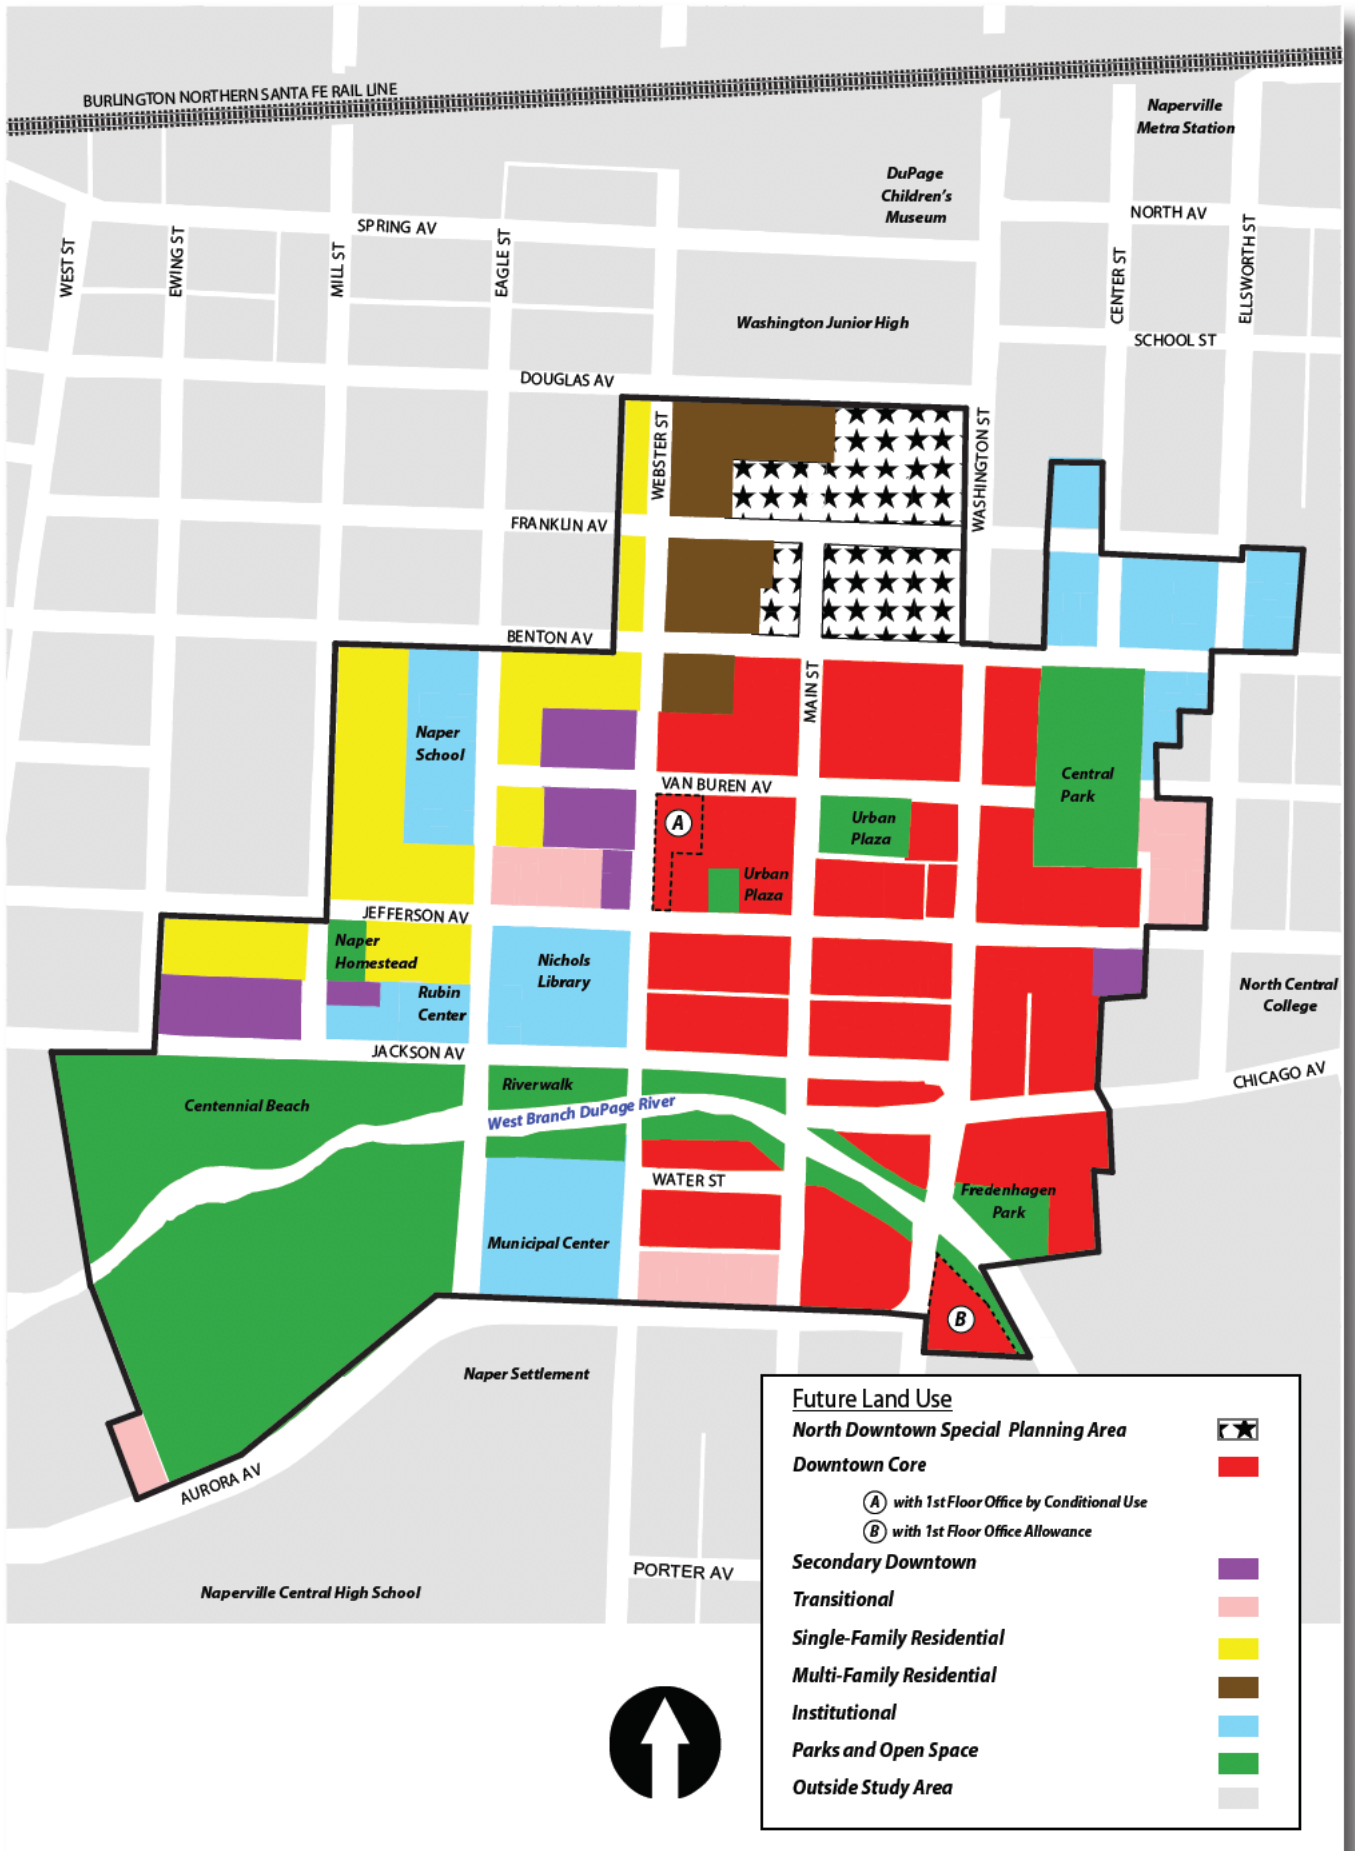 BURLINGTON NORTHERN SANTA FE RAIL LINE
Naperville
Metra Station
DuPage
Children's
Museum
NORTH AV
SPRING AV
WEST ST
EWING ST
MILL ST
EAGLE ST
CENTER ST
ELLSWORTH ST
Washington Junior High
SCHOOL ST
DOUGLAS AV
WEBSTER ST
WASHINGTON ST
FRANKLIN AV
BENTON AV
MAIN ST
Naper
School
Central
Park
VAN BUREN AV
A
Urban
Plaza
Urban
Plaza
JEFFERSON AV
Naper
Homestead
Nichols
Library
Rubin
Center
North Central
College
JACKSON AV
CHICAGO AV
Riverwalk
Centennial Beach
West Branch DuPage River
WATER ST
Fredenhagen
Park
Municipal Center
B
Naper Settlement
AURORA AV
PORTER AV
Naperville Central High School
Future Land Use
North Downtown Special Planning Area
Downtown Core
A with 1st Floor Office by Conditional Use
B with 1st Floor Office Allowance
Secondary Downtown
Transitional
Single-Family Residential
Multi-Family Residential
Institutional
Parks and Open Space
Outside Study Area